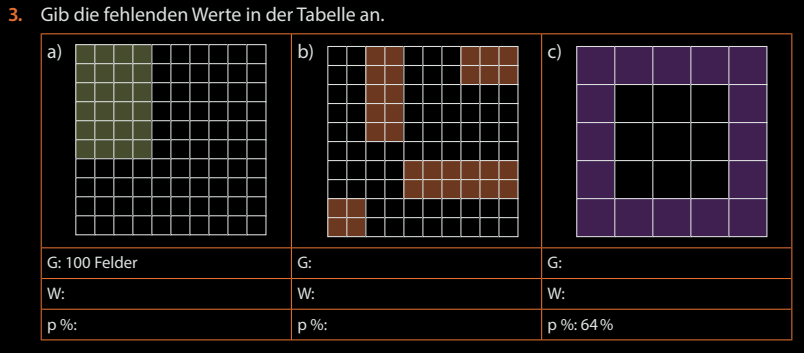 3. Gib die fehlenden Werte in der Tabelle an.
a) b) c)
G: 100 Felder G: G:
W: W: W:
p %: p %: p %: 64 %